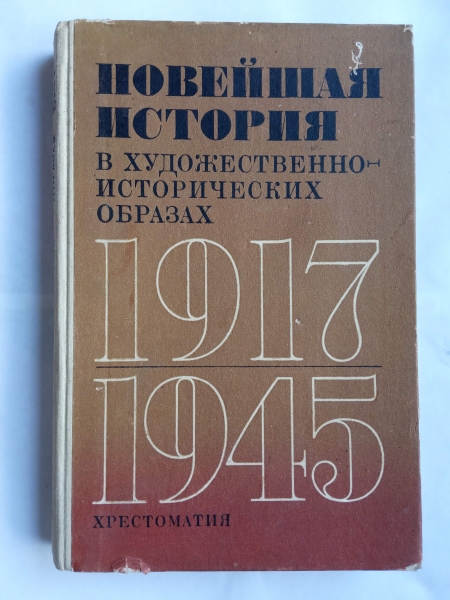 НОВЕЙШАЯ
ИСТОРИЯ
В ХУДОЖЕСТВЕННО-
ИСТОРИЧЕСКИХ
ОБРАЗАХ
1917
1945
ХРЕСТОМАТИЯ